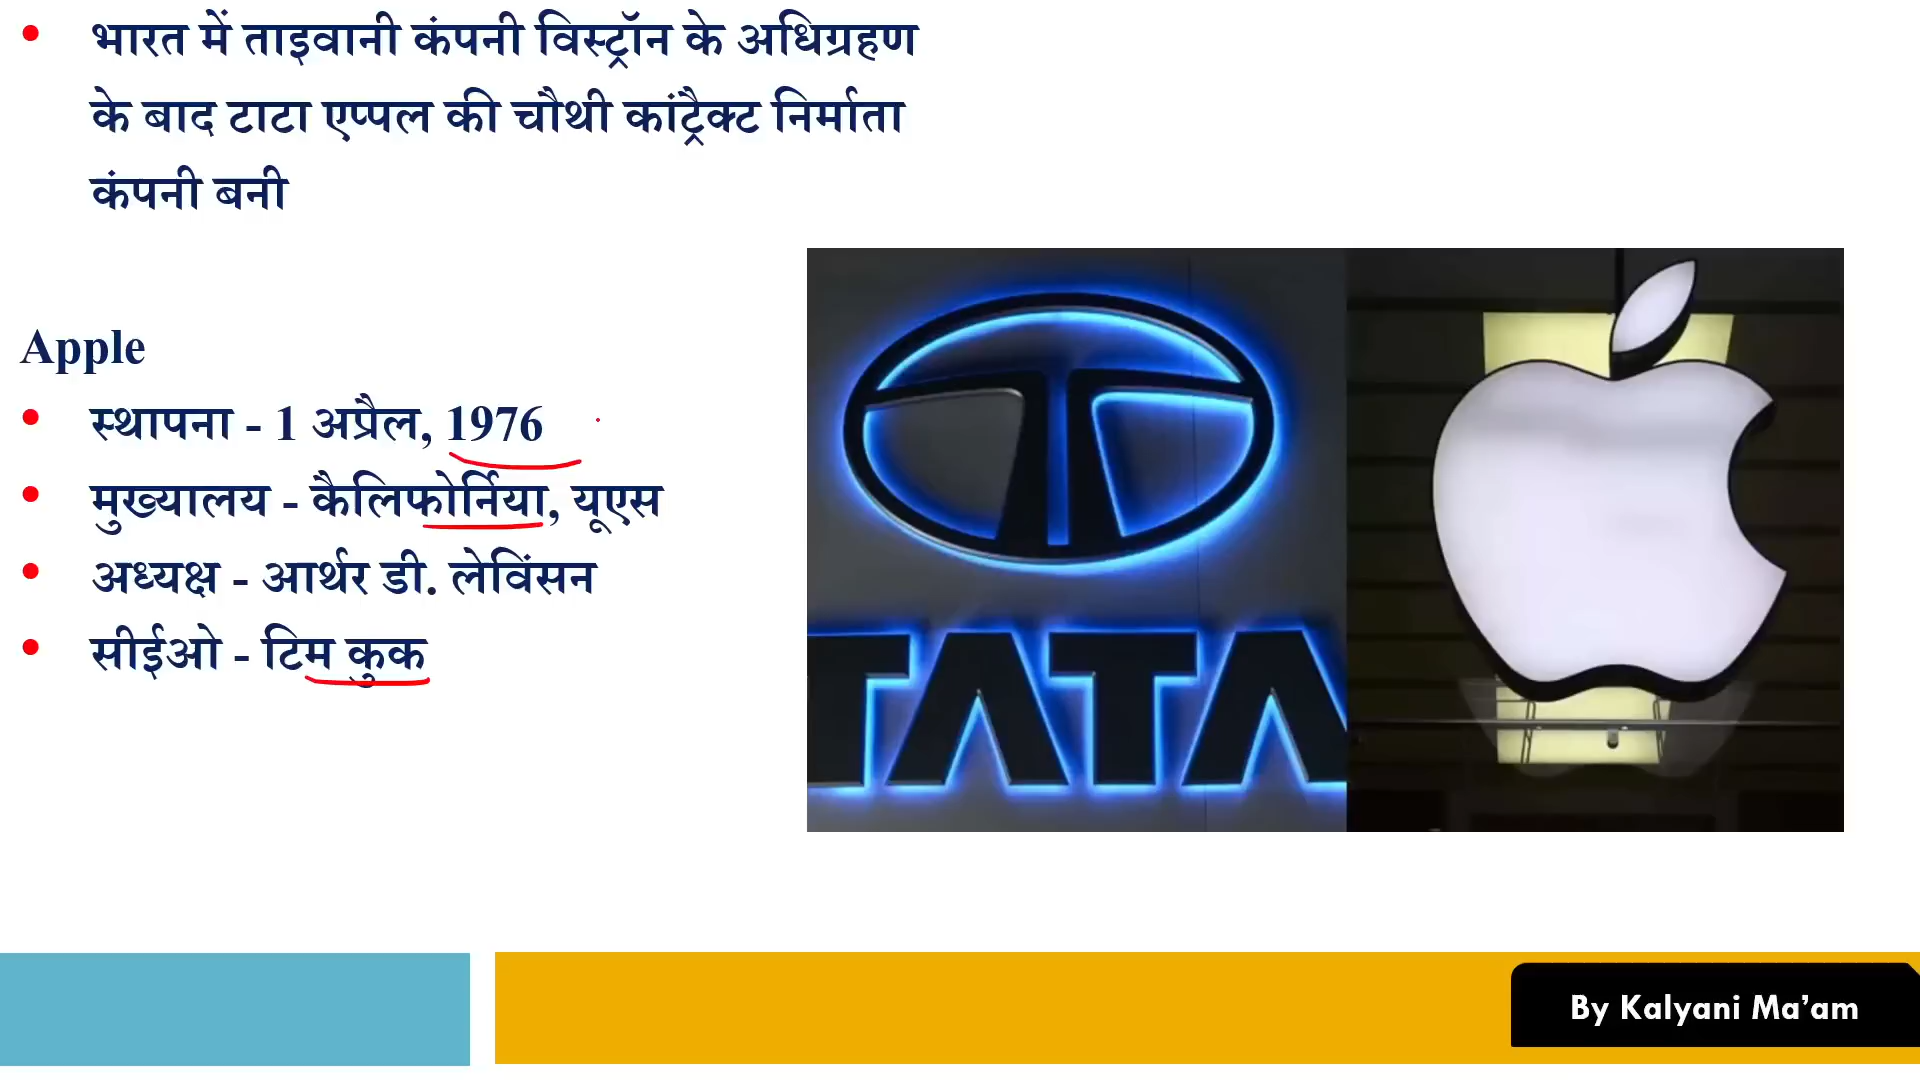 • भारत में ताइवानी कंपनी विस्ट्रॉन के अधिग्रहण
के बाद टाटा एप्पल की चौथी कांट्रैक्ट निर्माता
कंपनी बनी
Apple
• स्थापना - 1 अप्रैल, 1976
• मुख्यालय - कैलिफोर्निया, यूएस
• अध्यक्ष - आर्थर डी. लेविंसन
• सीईओ - टिम कुक
TATA
By Kalyani Ma’am